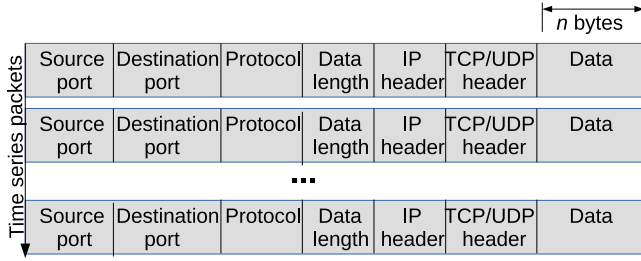 n bytes
Source port Destination port Protocol Data length IP header TCP/UDP header Data
Source port Destination port Protocol Data length IP header TCP/UDP header Data
...
Source port Destination port Protocol Data length IP header TCP/UDP header Data
Time series packets